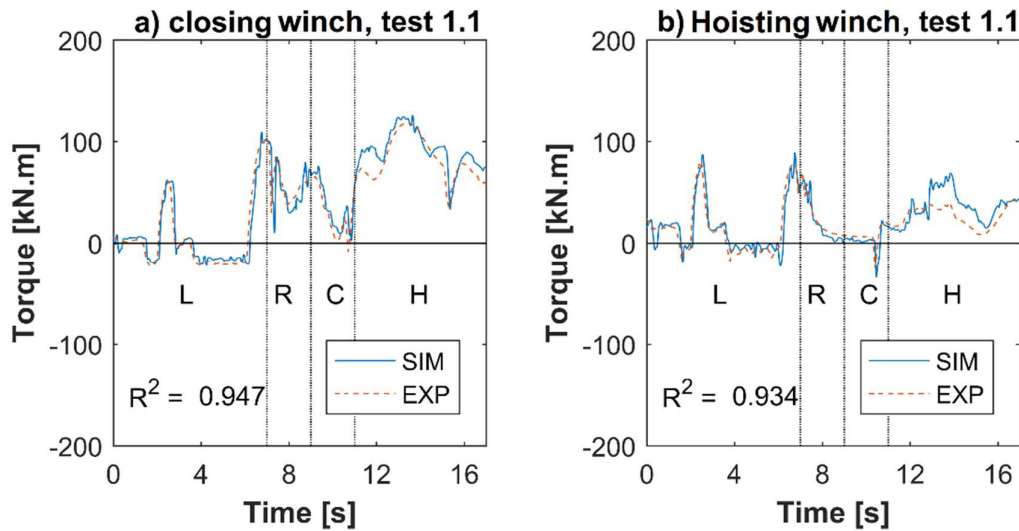 a) closing winch, test 1.1
200
100
0
-100
-200
Torque [kN.m]
L
R
C
H
SIM
EXP
R² = 0.947
0
4
8
12
16
Time [s]
b) Hoisting winch, test 1.1
200
100
0
-100
-200
Torque [kN.m]
L
R
C
H
SIM
EXP
R² = 0.934
0
4
8
12
16
Time [s]